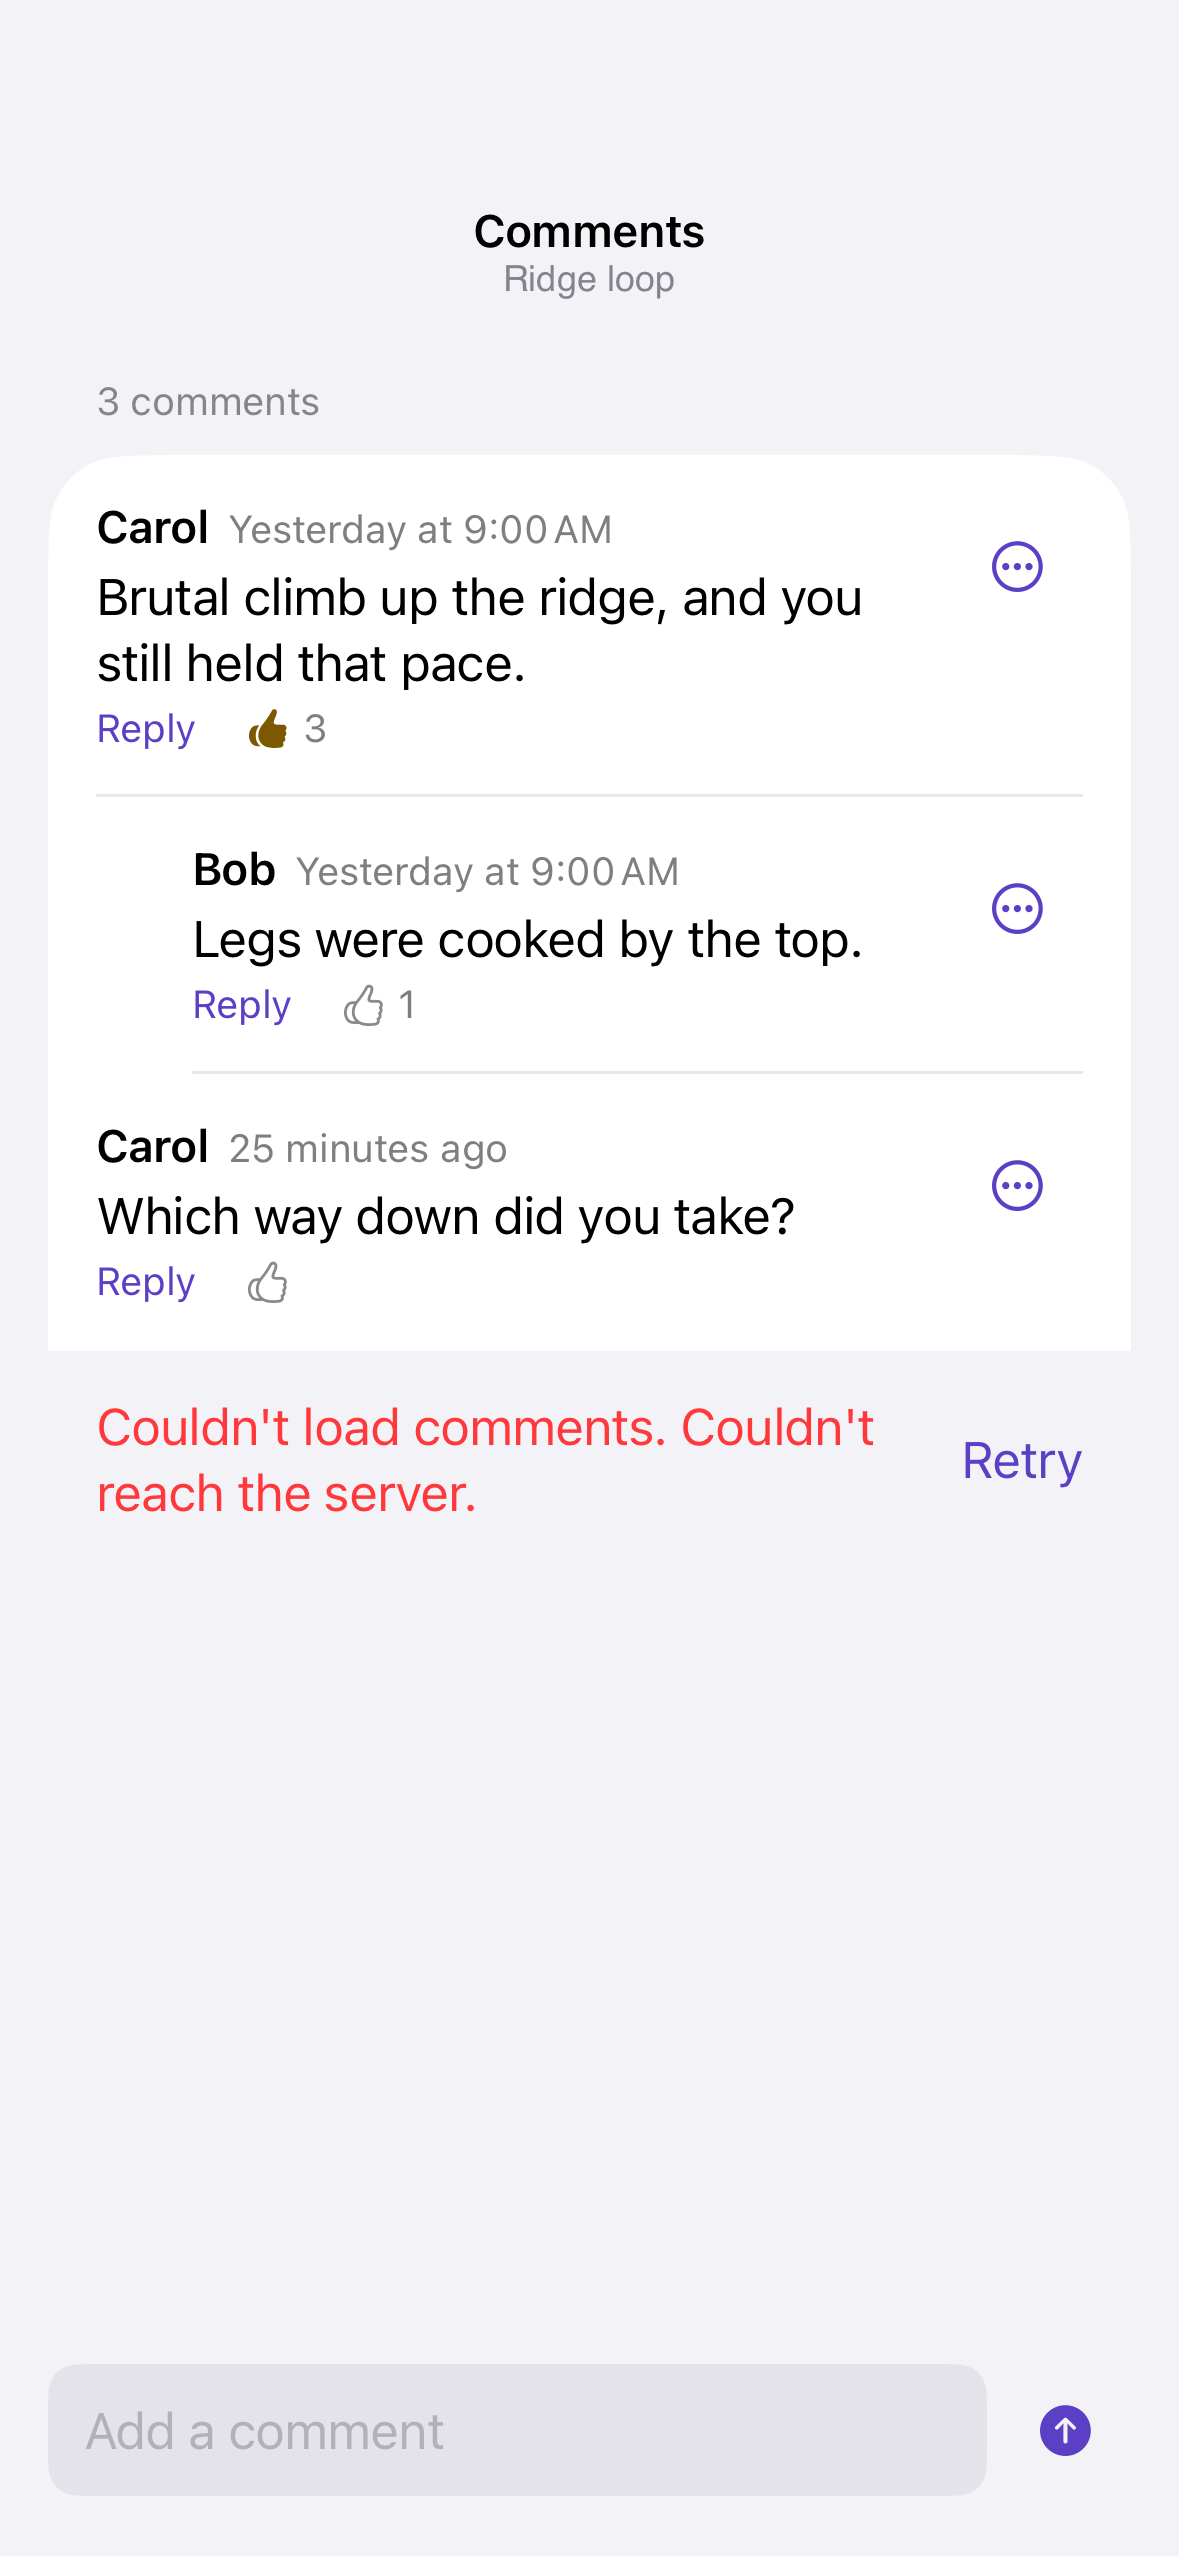 Comments
Ridge loop
3 comments
Carol Yesterday at 9:00 AM
Brutal climb up the ridge, and you
still held that pace.
Reply 3
Bob Yesterday at 9:00 AM
Legs were cooked by the top.
Reply 1
Carol 25 minutes ago
Which way down did you take?
Reply
Couldn't load comments. Couldn't
reach the server.
Retry
Add a comment